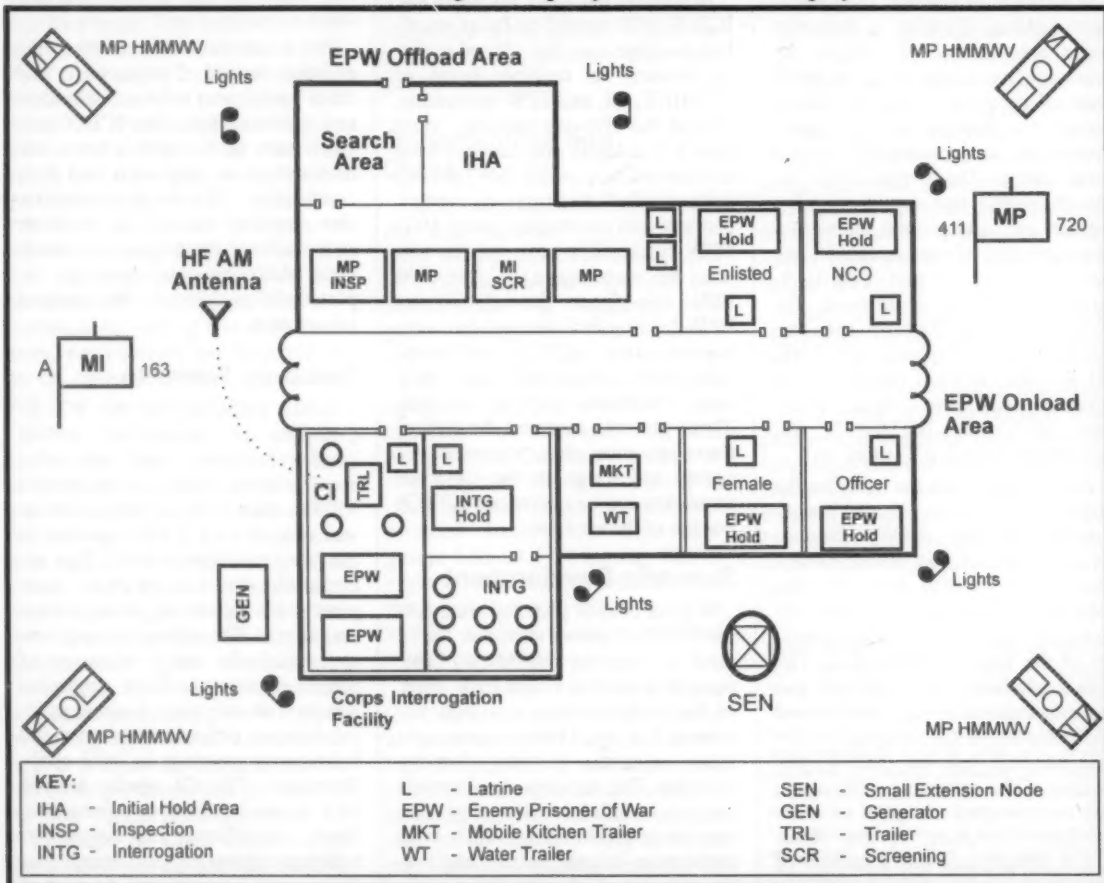 MP HMMWV
MP HMMWV
Lights
EPW Offload Area
Lights
Search
Area
IHA
Lights
HF AM
Antenna
MP
INSP
MP
MI
SCR
MP
L
L
EPW
Hold
Enlisted
L
EPW
Hold
NCO
L
411
MP
720
A
MI
163
EPW Onload
Area
CI
TRL
L
L
INTG
Hold
MKT
WT
L
Female
EPW
Hold
L
Officer
EPW
Hold
GEN
EPW
EPW
INTG
Lights
Lights
Lights
Corps Interrogation
Facility
SEN
MP HMMWV
MP HMMWV
KEY:
IHA - Initial Hold Area
INSP - Inspection
INTG - Interrogation
L - Latrine
EPW - Enemy Prisoner of War
MKT - Mobile Kitchen Trailer
WT - Water Trailer
SEN - Small Extension Node
GEN - Generator
TRL - Trailer
SCR - Screening